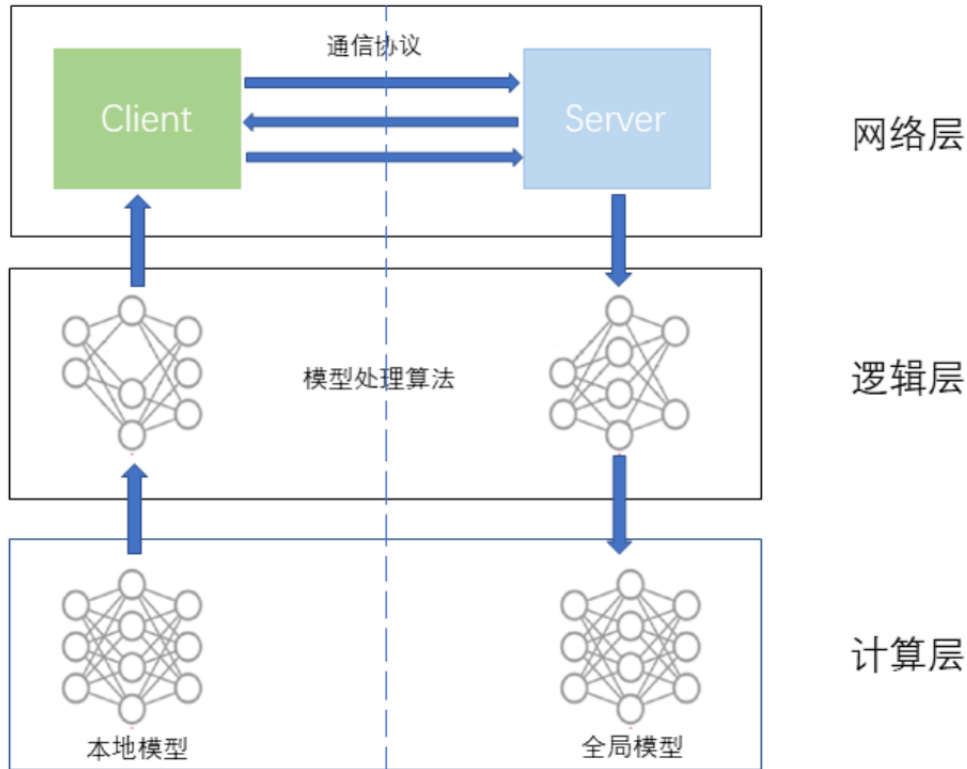 通信协议
Client
Server
网络层
模型处理算法
逻辑层
计算层
本地模型
全局模型